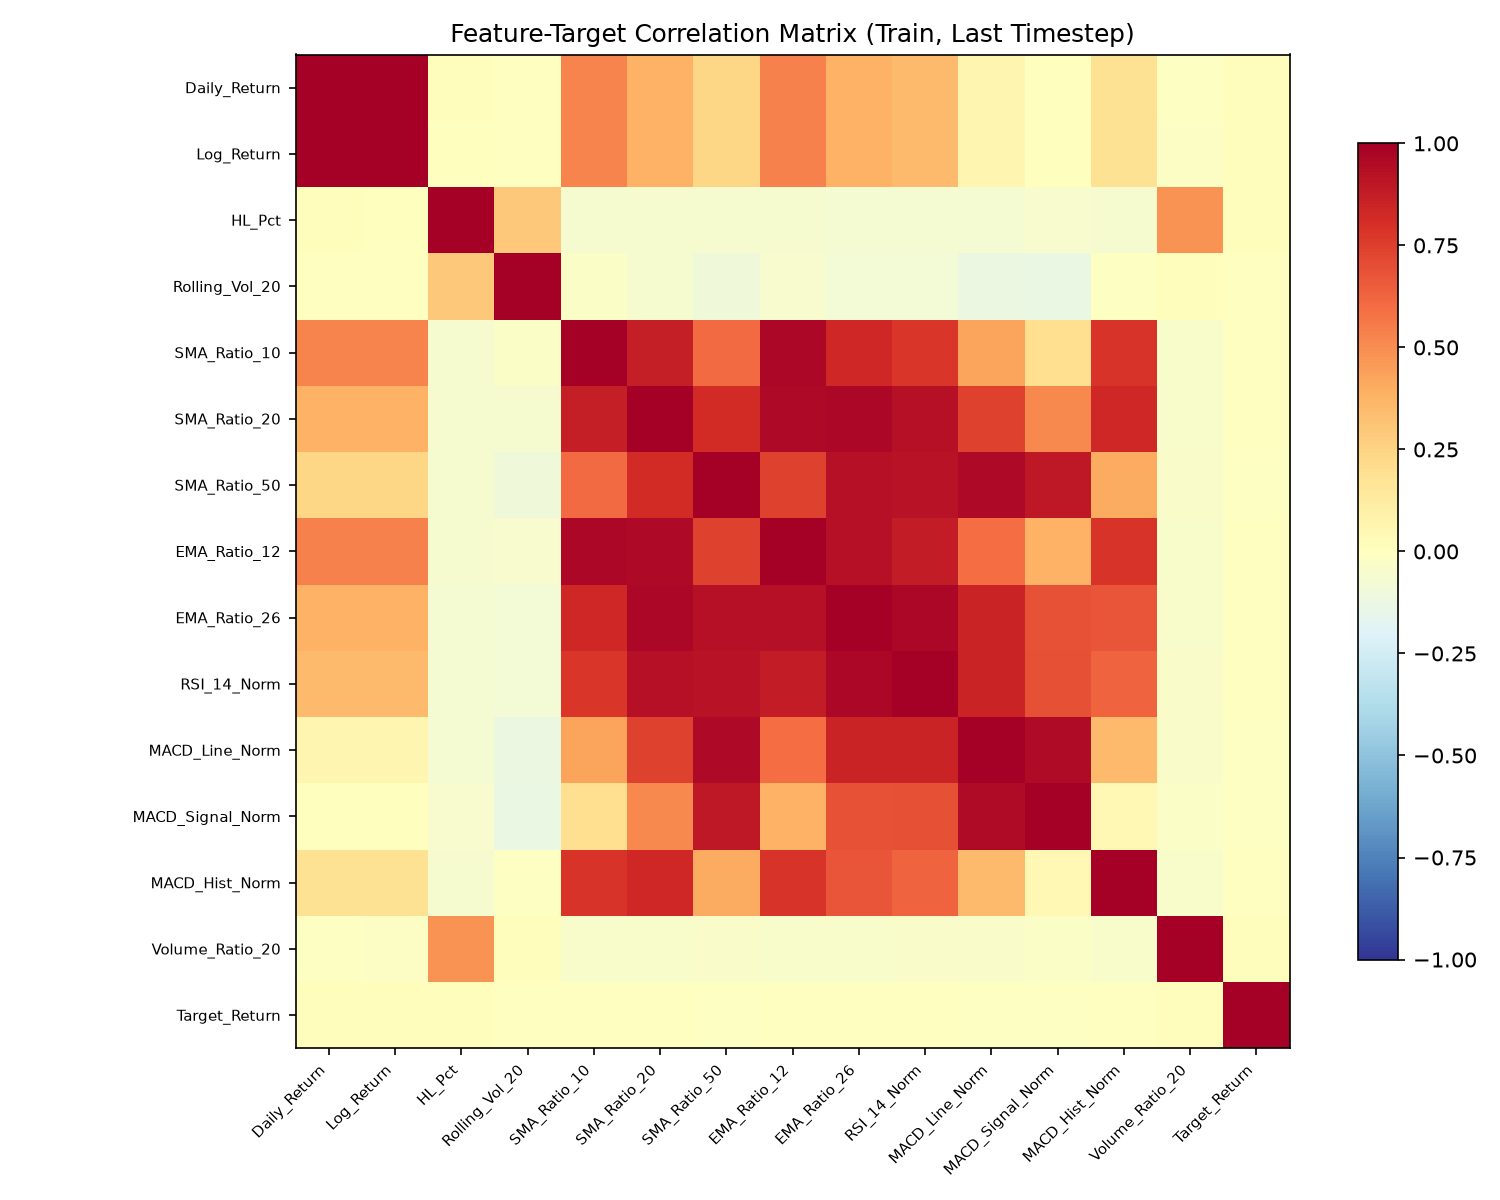 Feature-Target Correlation Matrix (Train, Last Timestep)
Daily_Return
Log_Return
HL_Pct
Rolling_Vol_20
SMA_Ratio_10
SMA_Ratio_20
SMA_Ratio_50
EMA_Ratio_12
EMA_Ratio_26
RSI_14_Norm
MACD_Line_Norm
MACD_Signal_Norm
MACD_Hist_Norm
Volume_Ratio_20
Target_Return
Daily_Return
Log_Return
HL_Pct
Rolling_Vol_20
SMA_Ratio_10
SMA_Ratio_20
SMA_Ratio_50
EMA_Ratio_12
EMA_Ratio_26
RSI_14_Norm
MACD_Line_Norm
MACD_Signal_Norm
MACD_Hist_Norm
Volume_Ratio_20
Target_Return
1.00
0.75
0.50
0.25
0.00
−0.25
−0.50
−0.75
−1.00